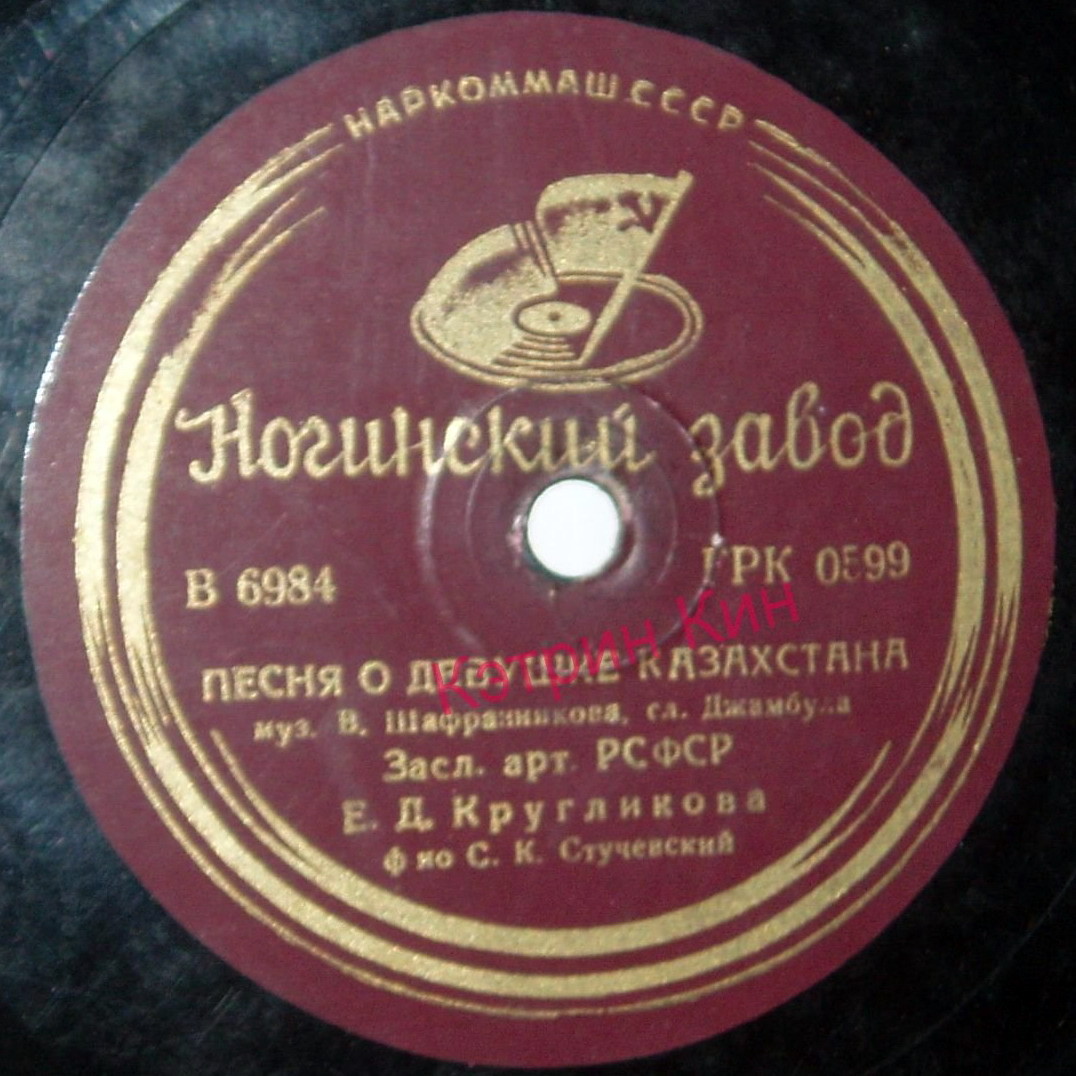 НАРКОММАШ.СССР
Ногинский завод
В 6984
ГРК 0599
ПЕСНЯ О ДЕВУШКЕ КАЗАХСТАНА
муз. В. Шафранникова, сл. Джамбула
Засл. арт. РСФСР
Е. Д. Кругликова
ф-но С. К. Стучевский
Кэтрин Кин